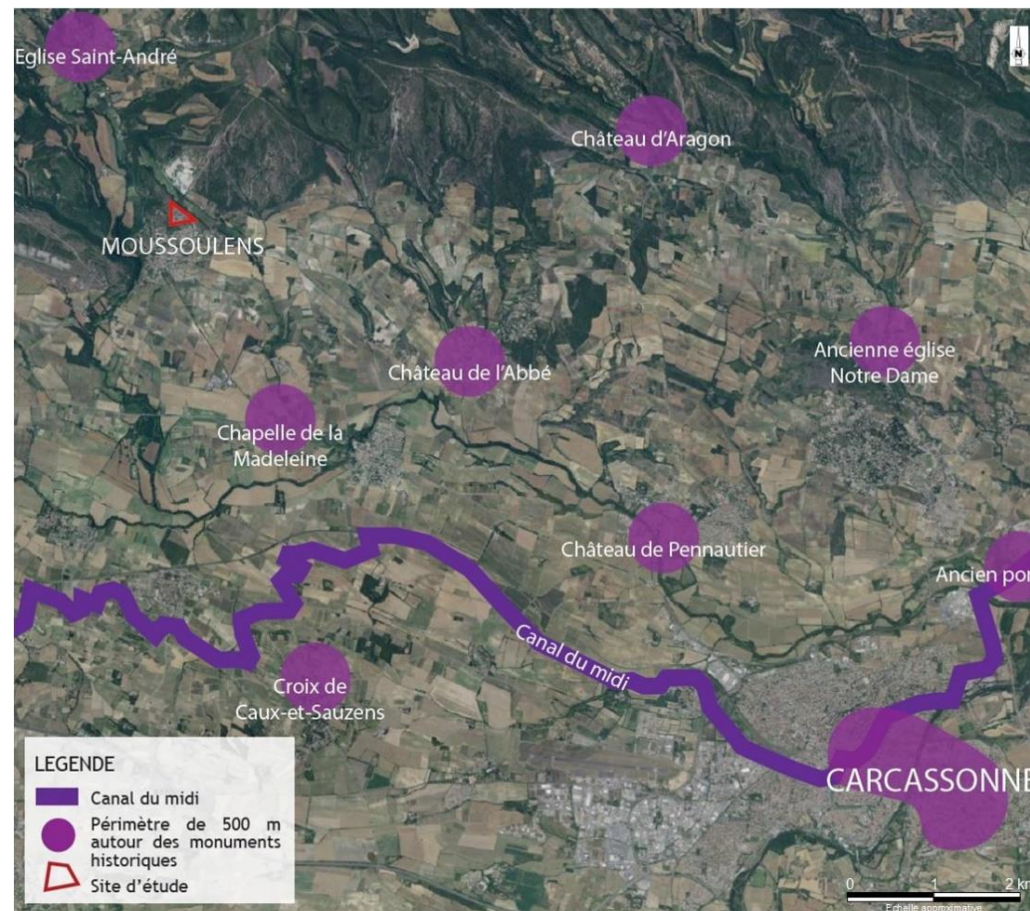 Eglise Saint-André
N
Château d'Aragon
MOUSSOULENS
Château de l'Abbé
Ancienne église
Notre Dame
Chapelle de la
Madeleine
Château de Pennautier
Ancien por
Canal du midi
Croix de
Caux-et-Sauzens
CARCASSONNE
LEGENDE
Canal du midi
Périmètre de 500 m
autour des monuments
historiques
Site d'étude
0 1 2 km
Echelle approximative